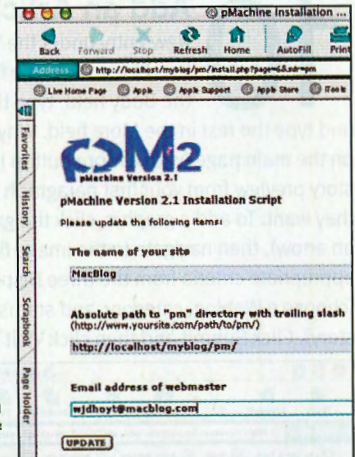 pMachine Installation ...
Back Forward Stop Refresh Home AutoFill Print
Address http://localhost/myblog/pm/install.php?page=6&dr=pm
Live Home Page Apple Apple Support Apple Store iTools
Favorites
History
Search
Scrapbook
Page Holder
PM2
pMachine Version 2.1
pMachine Version 2.1 Installation Script
Please update the following items:
The name of your site
Macblog
Absolute path to "pm" directory with trailing slash
(http://www.yoursite.com/path/to/pm/)
http://localhost/myblog/pm/
Email address of webmaster
wjdhoyt@macblog.com
UPDATE